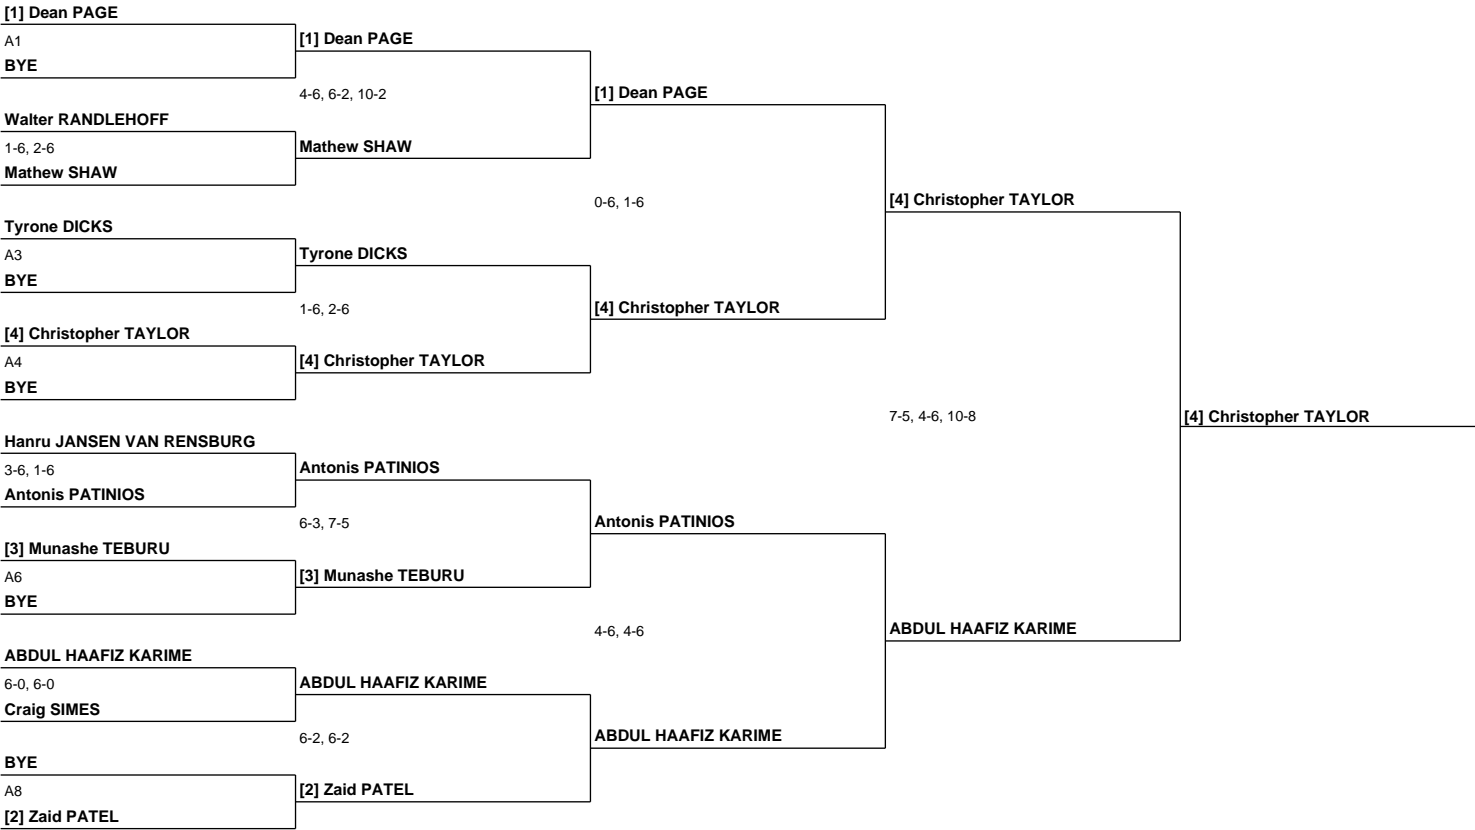 [1] Dean PAGE
A1
BYE
[1] Dean PAGE
4-6, 6-2, 10-2
Walter RANDLEHOFF
1-6, 2-6
Mathew SHAW
Mathew SHAW
[1] Dean PAGE
0-6, 1-6
Tyrone DICKS
A3
BYE
Tyrone DICKS
1-6, 2-6
[4] Christopher TAYLOR
A4
BYE
[4] Christopher TAYLOR
[4] Christopher TAYLOR
[4] Christopher TAYLOR
7-5, 4-6, 10-8
[4] Christopher TAYLOR
Hanru JANSEN VAN RENSBURG
3-6, 1-6
Antonis PATINIOS
Antonis PATINIOS
6-3, 7-5
[3] Munashe TEBURU
A6
BYE
[3] Munashe TEBURU
Antonis PATINIOS
4-6, 4-6
ABDUL HAAFIZ KARIME
ABDUL HAAFIZ KARIME
6-0, 6-0
Craig SIMES
ABDUL HAAFIZ KARIME
6-2, 6-2
ABDUL HAAFIZ KARIME
BYE
A8
[2] Zaid PATEL
[2] Zaid PATEL